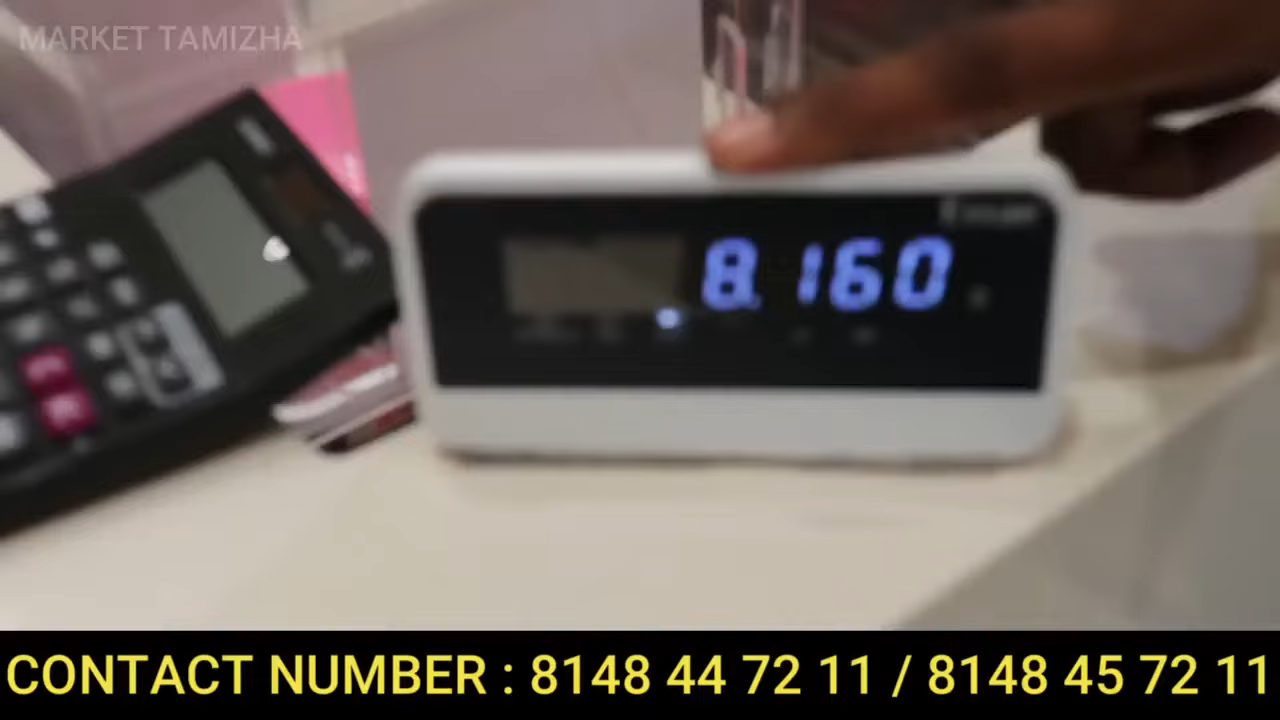 MARKET TAMIZHA
8.160
CONTACT NUMBER : 8148 44 72 11 / 8148 45 72 11